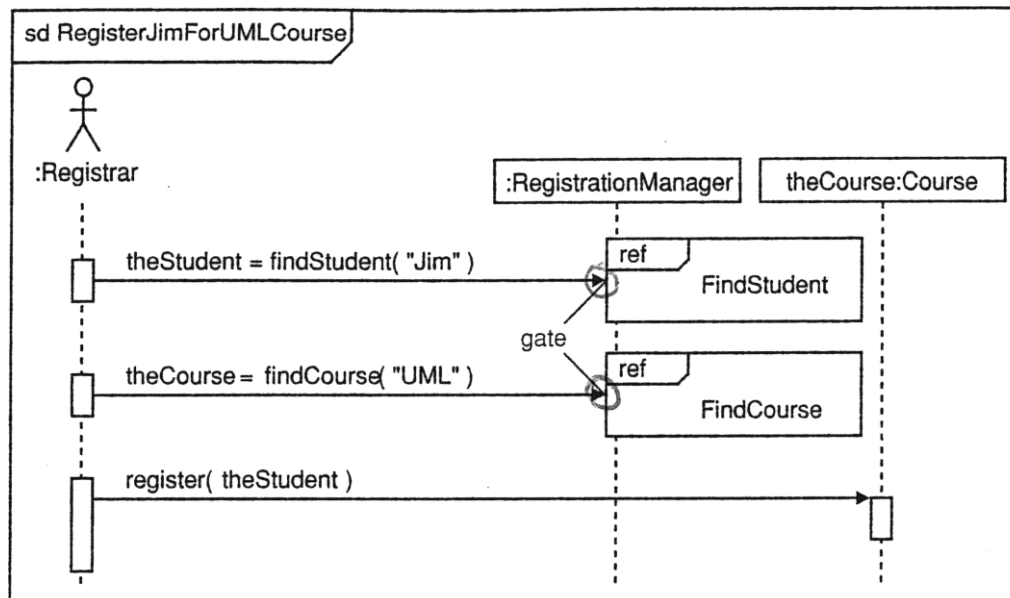 sd RegisterJimForUMLCourse
:Registrar
:RegistrationManager
theCourse:Course
theStudent = findStudent( "Jim" )
ref
FindStudent
gate
theCourse = findCourse( "UML" )
ref
FindCourse
register( theStudent )